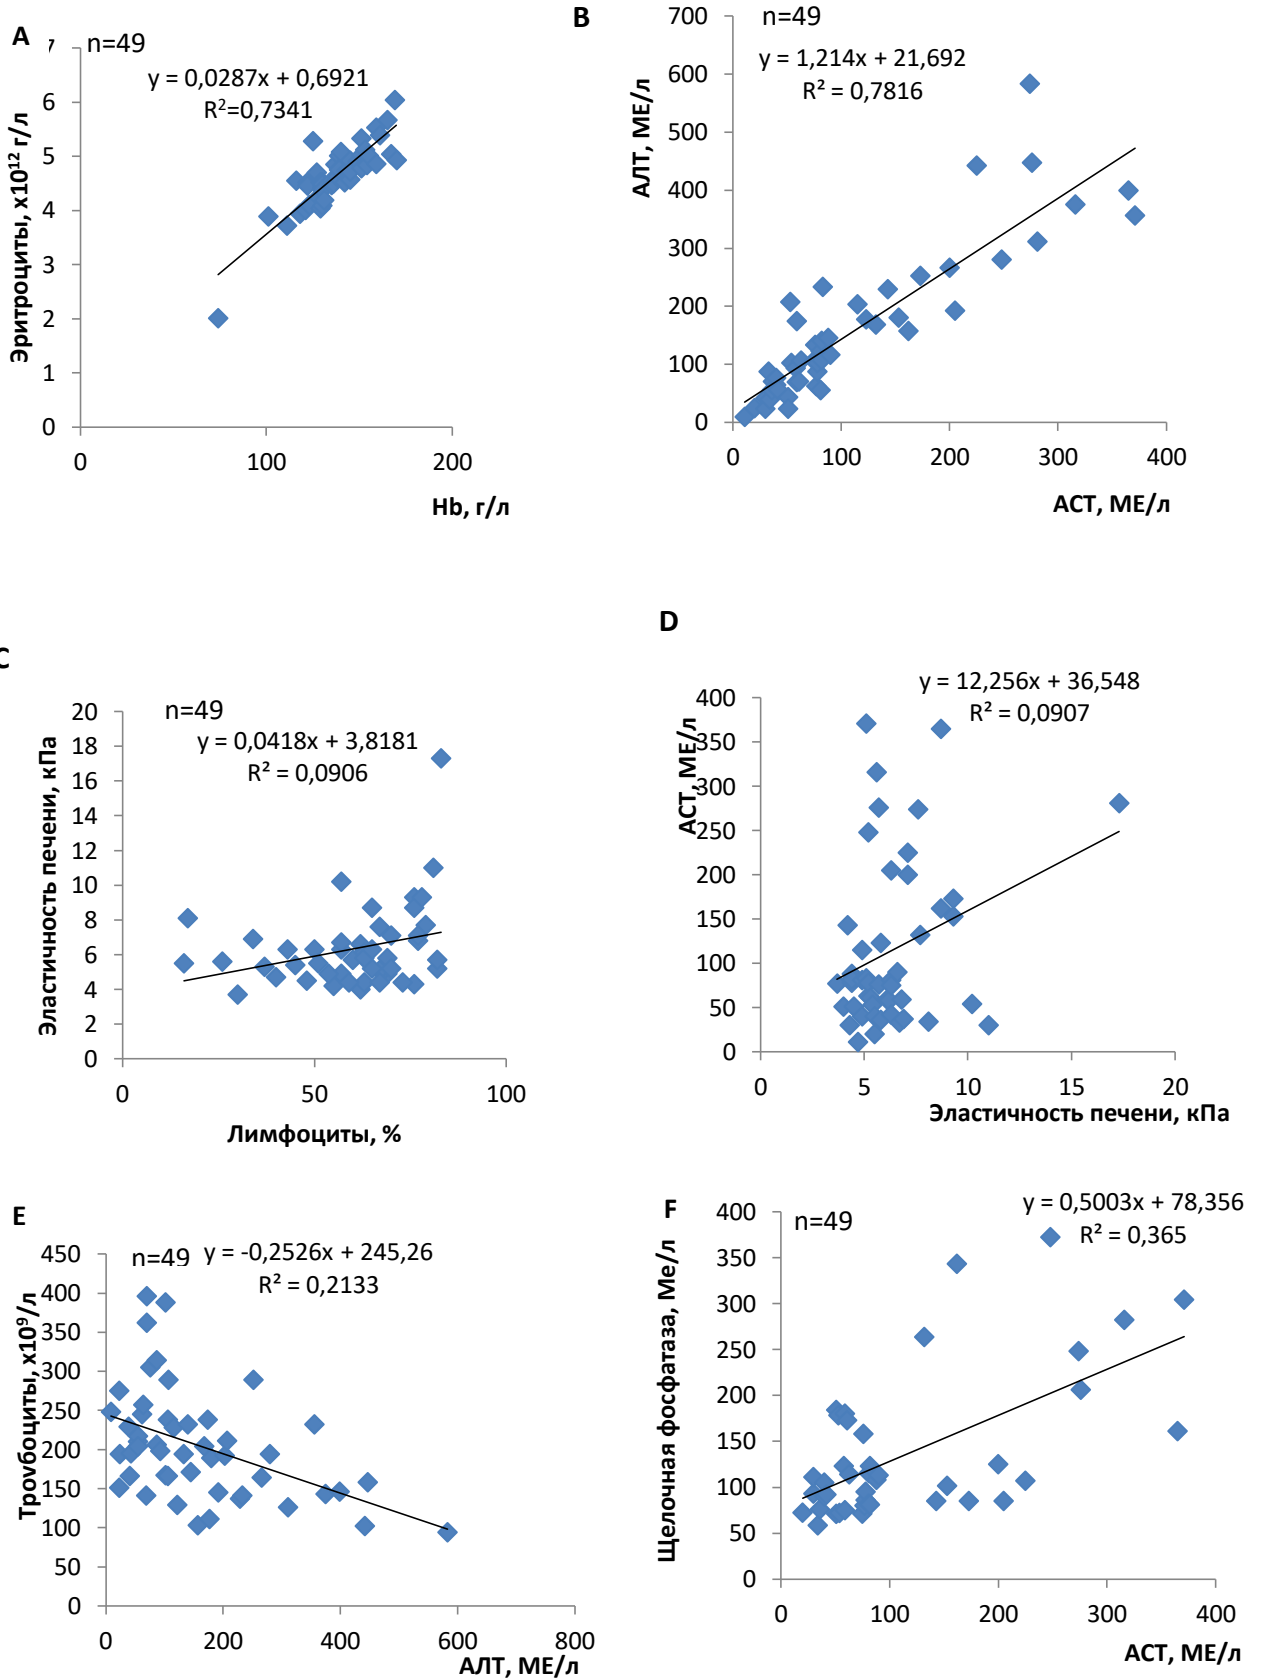 A
n=49
y = 0,0287x + 0,6921
R²=0,7341
Эритроциты, х10¹² г/л
7
6
5
4
3
2
1
0
0 100 200
Hb, г/л
B
n=49
y = 1,214x + 21,692
R² = 0,7816
АЛТ, МЕ/л
700
600
500
400
300
200
100
0
0 100 200 300 400
АСТ, МЕ/л
C
n=49
y = 0,0418x + 3,8181
R² = 0,0906
Эластичность печени, кПа
20
18
16
14
12
10
8
6
4
2
0
0 50 100
Лимфоциты, %
D
y = 12,256x + 36,548
R² = 0,0907
АСТ, МЕ/л
400
350
300
250
200
150
100
50
0
0 5 10 15 20
Эластичность печени, кПа
E
n=49
y = -0,2526x + 245,26
R² = 0,2133
Тромбоциты, х10⁹/л
450
400
350
300
250
200
150
100
50
0
0 200 400 600 800
АЛТ, МЕ/л
F
n=49
y = 0,5003x + 78,356
R² = 0,365
Щелочная фосфатаза, Ме/л
400
350
300
250
200
150
100
50
0
0 100 200 300 400
АСТ, МЕ/л